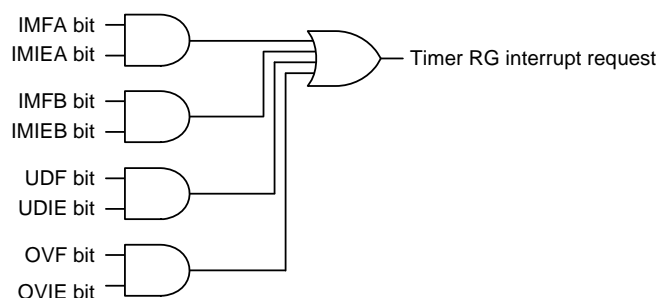 IMFA bit
IMIEA bit
Timer RG interrupt request
IMFB bit
IMIEB bit
UDF bit
UDIE bit
OVF bit
OVIE bit